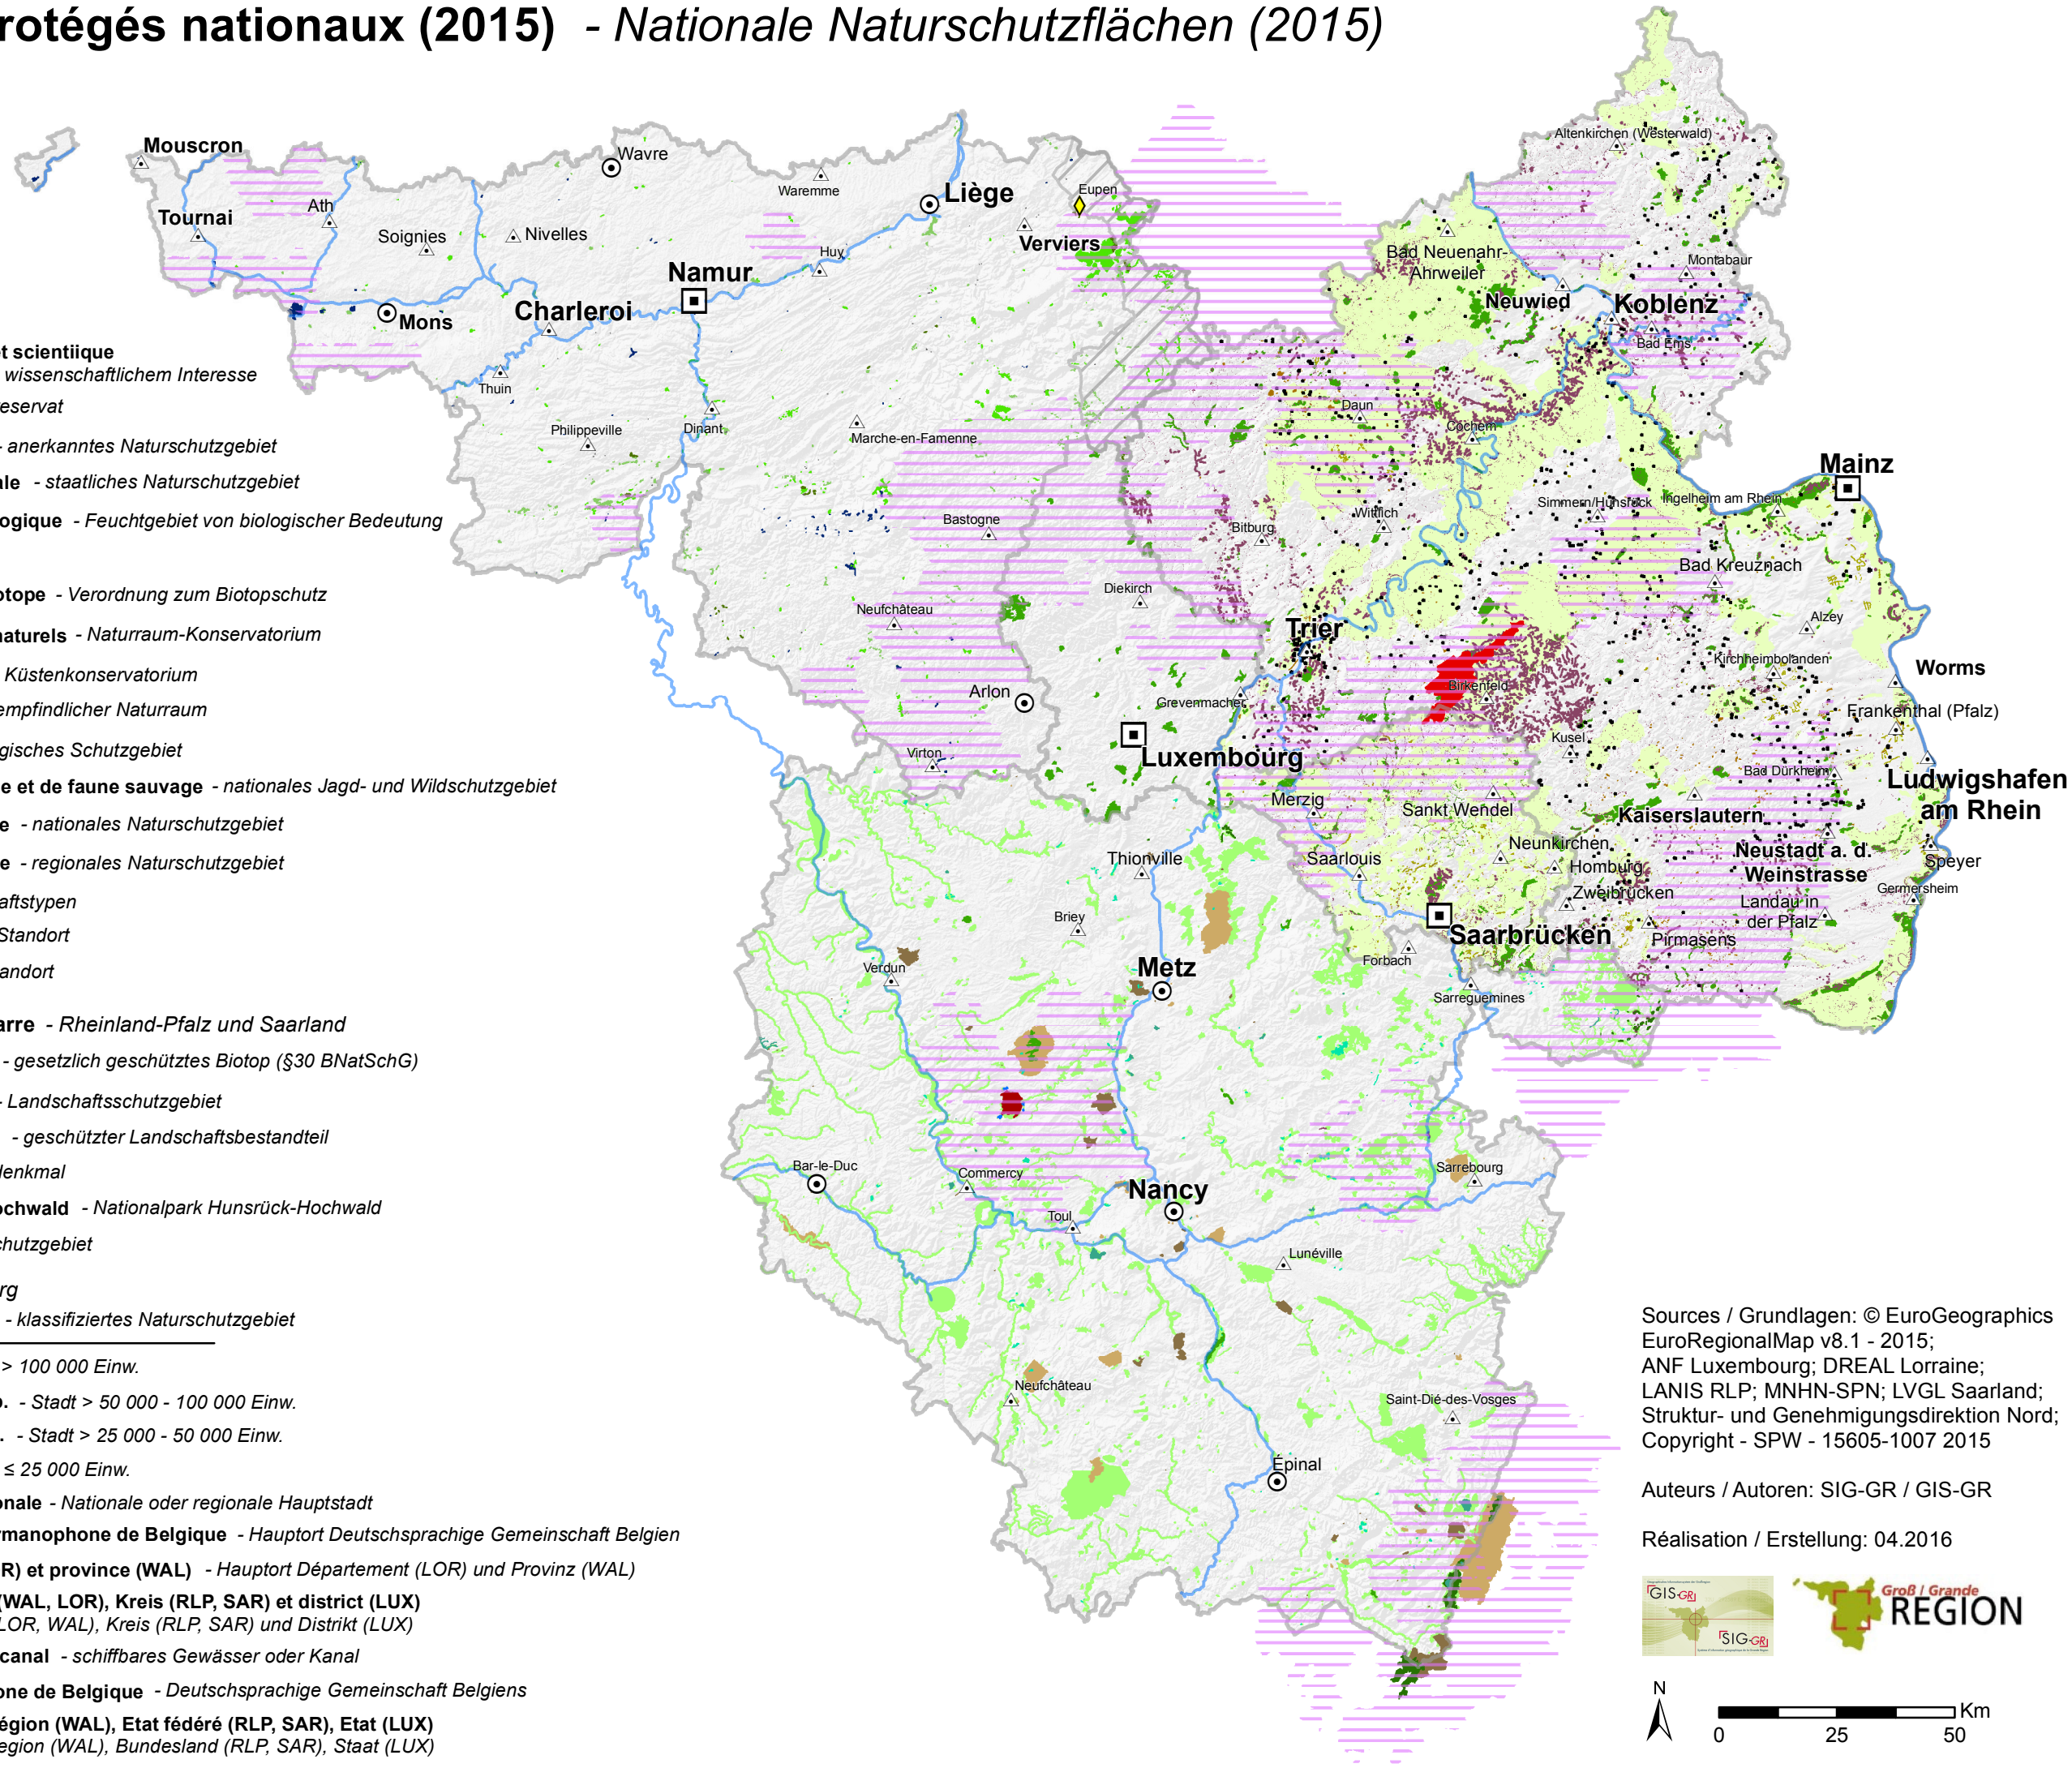 rotégés nationaux (2015) - Nationale Naturschutzflächen (2015)
et scientiique
wissenschaftlichem Interesse
eservat
- anerkanntes Naturschutzgebiet
ale - staatliches Naturschutzgebiet
ogique - Feuchtgebiet von biologischer Bedeutung
otope - Verordnung zum Biotopschutz
naturels - Naturraum-Konservatorium
Küstenkonservatorium
empfindlicher Naturraum
gisches Schutzgebiet
e et de faune sauvage - nationales Jagd- und Wildschutzgebiet
e - nationales Naturschutzgebiet
e - regionales Naturschutzgebiet
aftstypen
Standort
andort
arre - Rheinland-Pfalz und Saarland
- gesetzlich geschütztes Biotop (§30 BNatSchG)
- Landschaftsschutzgebiet
- geschützter Landschaftsbestandteil
denkmal
ochwald - Nationalpark Hunsrück-Hochwald
chutzgebiet
rg
- klassifiziertes Naturschutzgebiet
> 100 000 Einw.
. - Stadt > 50 000 - 100 000 Einw.
. - Stadt > 25 000 - 50 000 Einw.
≤ 25 000 Einw.
onale - Nationale oder regionale Hauptstadt
rmanophone de Belgique - Hauptort Deutschsprachige Gemeinschaft Belgien
R) et province (WAL) - Hauptort Département (LOR) und Provinz (WAL)
(WAL, LOR), Kreis (RLP, SAR) et district (LUX)
LOR, WAL), Kreis (RLP, SAR) und Distrikt (LUX)
canal - schiffbares Gewässer oder Kanal
one de Belgique - Deutschsprachige Gemeinschaft Belgiens
égion (WAL), Etat fédéré (RLP, SAR), Etat (LUX)
egion (WAL), Bundesland (RLP, SAR), Staat (LUX)
Mouscron
Tournai
Ath
Soignies
Nivelles
Wavre
Waremme
Liège
Eupen
Verviers
Huy
Namur
Charleroi
Mons
Thuin
Philippeville
Dinant
Marche-en-Famenne
Bastogne
Neufchâteau
Arlon
Virton
Diekirch
Grevenmacher
Luxembourg
Altenkirchen (Westerwald)
Bad Neuenahr-
Ahrweiler
Montabaur
Neuwied
Koblenz
Bad Ems
Daun
Cochem
Mainz
Ingelheim am Rhein
Simmern/Hunsrück
Bitburg
Wittlich
Bad Kreuznach
Alzey
Trier
Kirchheimbolanden
Worms
Birkenfeld
Frankenthal (Pfalz)
Kusel
Bad Dürkheim
Ludwigshafen
am Rhein
Merzig
Sankt Wendel
Kaiserslautern
Neunkirchen
Neustadt a. d.
Weinstrasse
Speyer
Saarlouis
Homburg
Zweibrücken
Germersheim
Landau in
der Pfalz
Saarbrücken
Pirmasens
Forbach
Sarreguemines
Thionville
Briey
Verdun
Metz
Bar-le-Duc
Commercy
Sarrebourg
Nancy
Toul
Lunéville
Neufchâteau
Saint-Dié-des-Vosges
Épinal
Sources / Grundlagen: © EuroGeographics
EuroRegionalMap v8.1 - 2015;
ANF Luxembourg; DREAL Lorraine;
LANIS RLP; MNHN-SPN; LVGL Saarland;
Struktur- und Genehmigungsdirektion Nord;
Copyright - SPW - 15605-1007 2015
Auteurs / Autoren: SIG-GR / GIS-GR
Réalisation / Erstellung: 04.2016
GIS-GR
SIG-GR
Groß / Grande
REGION
N
Km
0 25 50